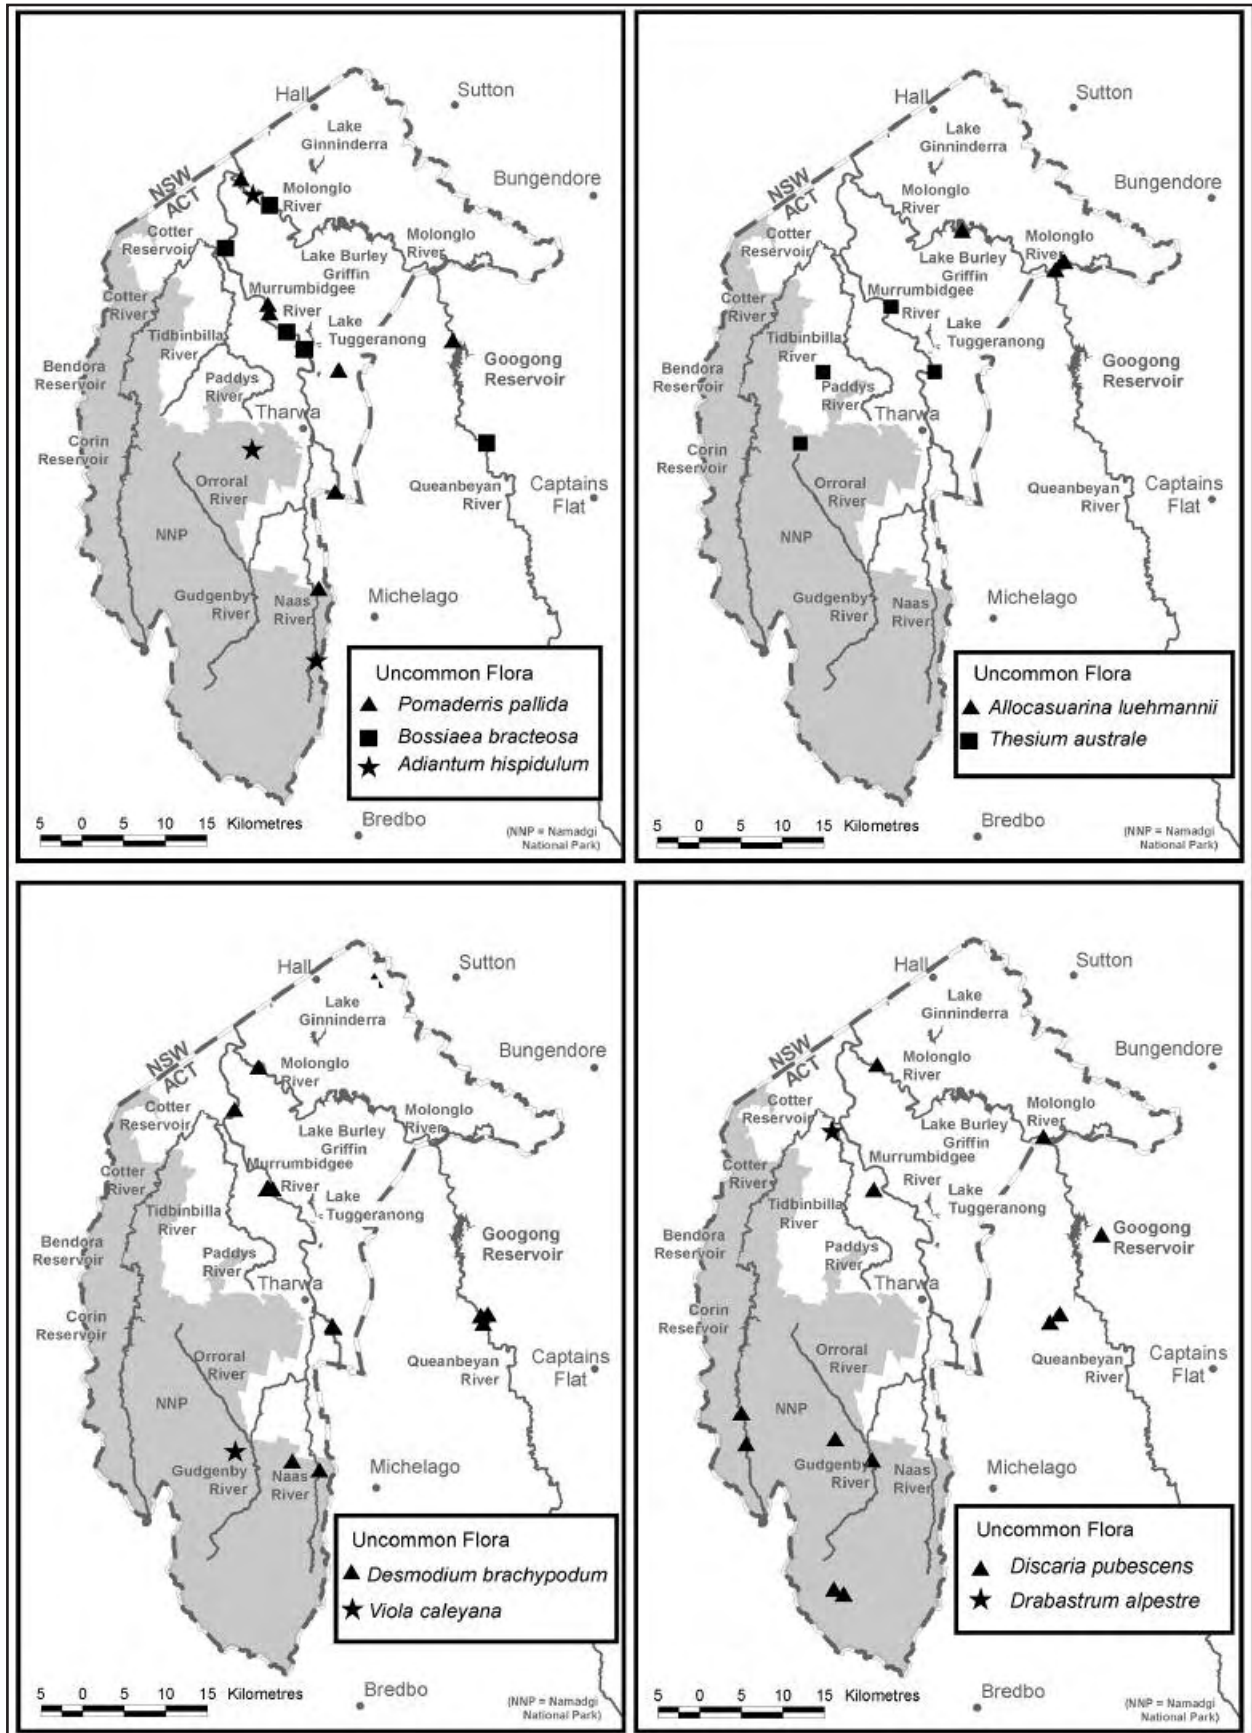 Hall
Sutton
Lake
Ginninderra
NSW
ACT
Bungendore
Molonglo
River
Cotter
Reservoir
Molonglo
River
Lake Burley
Griffin
Cotter
River
Murrumbidgee
River
Tidbinbilla
River
Lake
Tuggeranong
Bendora
Reservoir
Googong
Reservoir
Paddys
River
Tharwa
Corin
Reservoir
Orroral
River
Queanbeyan
River
Captains
Flat
NNP
Gudgenby
River
Naas
River
Michelago
Uncommon Flora
Pomaderris pallida
Bossiaea bracteosa
Adiantum hispidulum
5 0 5 10 15 Kilometres
Bredbo
(NNP = Namadgi
National Park)
Hall
Sutton
Lake
Ginninderra
NSW
ACT
Bungendore
Molonglo
River
Cotter
Reservoir
Molonglo
River
Lake Burley
Griffin
Cotter
River
Murrumbidgee
River
Tidbinbilla
River
Lake
Tuggeranong
Bendora
Reservoir
Googong
Reservoir
Paddys
River
Tharwa
Corin
Reservoir
Orroral
River
Queanbeyan
River
Captains
Flat
NNP
Gudgenby
River
Naas
River
Michelago
Uncommon Flora
Allocasuarina luehmannii
Thesium australe
5 0 5 10 15 Kilometres
Bredbo
(NNP = Namadgi
National Park)
Hall
Sutton
Lake
Ginninderra
NSW
ACT
Bungendore
Molonglo
River
Cotter
Reservoir
Molonglo
River
Lake Burley
Griffin
Cotter
River
Murrumbidgee
River
Tidbinbilla
River
Lake
Tuggeranong
Bendora
Reservoir
Googong
Reservoir
Paddys
River
Tharwa
Corin
Reservoir
Orroral
River
Queanbeyan
River
Captains
Flat
NNP
Gudgenby
River
Naas
River
Michelago
Uncommon Flora
Desmodium brachypodum
Viola caleyana
5 0 5 10 15 Kilometres
Bredbo
(NNP = Namadgi
National Park)
Hall
Sutton
Lake
Ginninderra
NSW
ACT
Bungendore
Molonglo
River
Cotter
Reservoir
Molonglo
River
Lake Burley
Griffin
Cotter
River
Murrumbidgee
River
Tidbinbilla
River
Lake
Tuggeranong
Bendora
Reservoir
Googong
Reservoir
Paddys
River
Tharwa
Corin
Reservoir
Orroral
River
Queanbeyan
River
Captains
Flat
NNP
Gudgenby
River
Naas
River
Michelago
Uncommon Flora
Discaria pubescens
Drabastrum alpestre
5 0 5 10 15 Kilometres
Bredbo
(NNP = Namadgi
National Park)